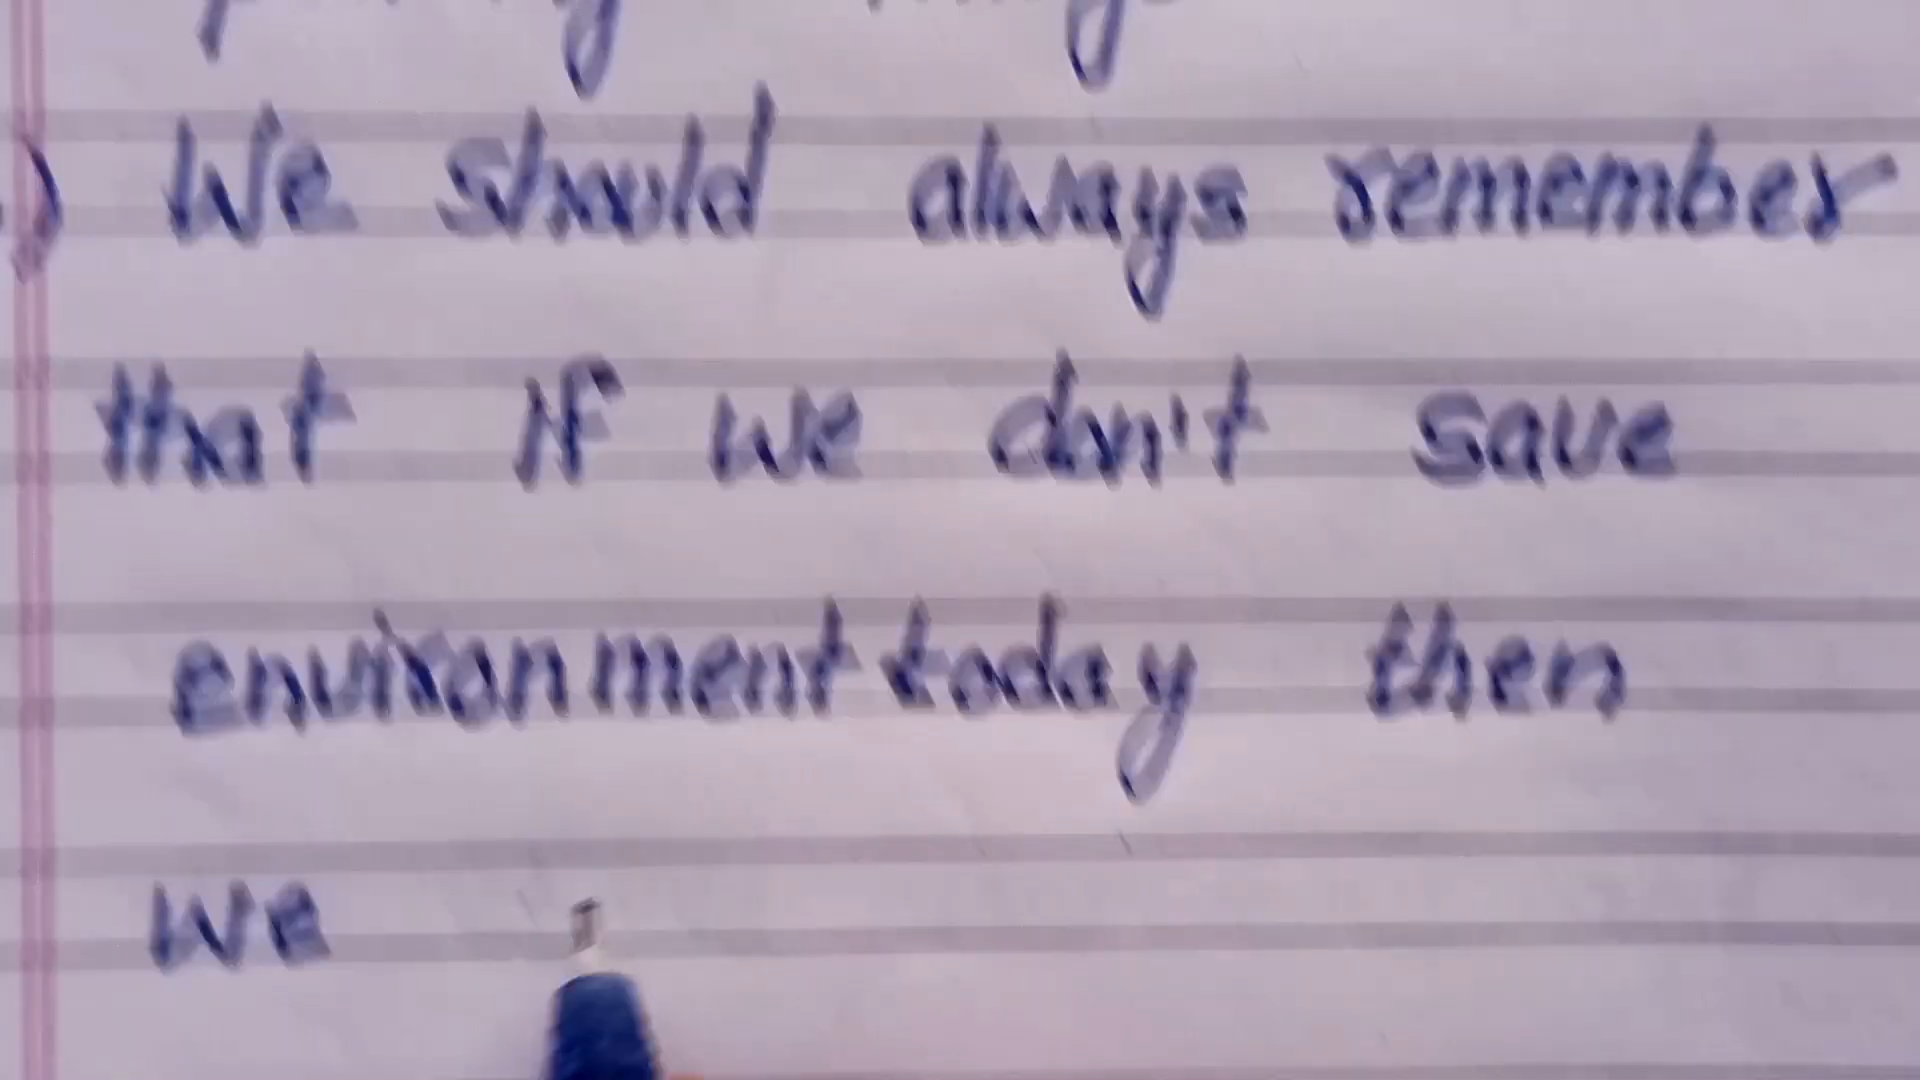 ) We should always remember
that if we don't save
environment today then
we